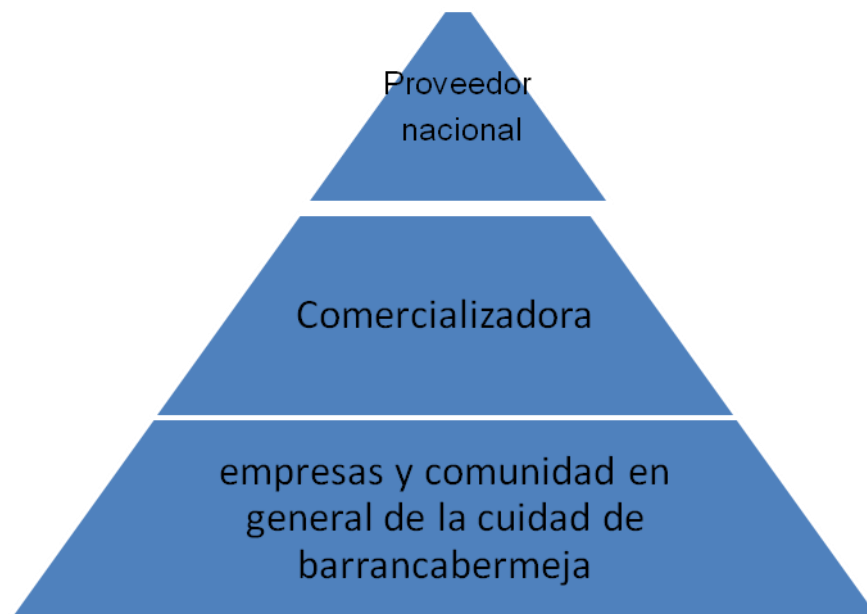 Proveedor
nacional
Comercializadora
empresas y comunidad en
general de la cuidad de
barrancabermeja